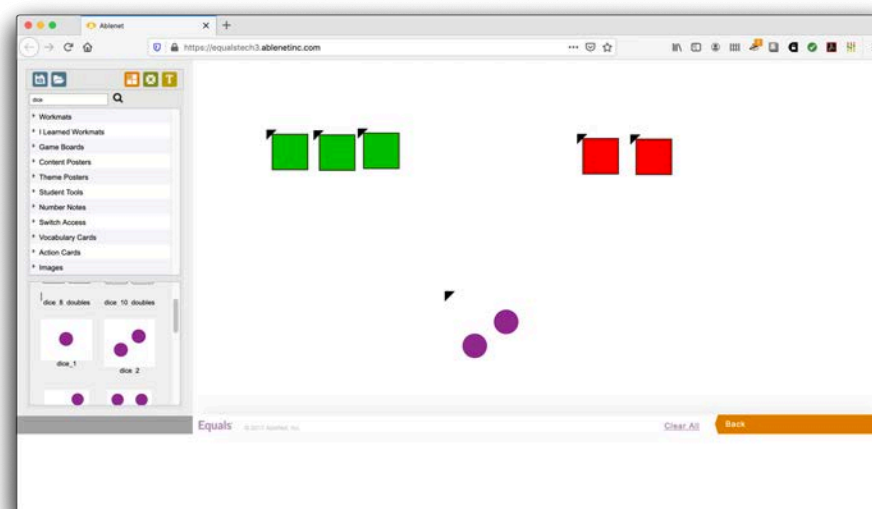 Ablenet
https://equalstech3.ablenetinc.com
T
dice
Workmats
I Learned Workmats
Game Boards
Content Posters
Theme Posters
Student Tools
Number Notes
Switch Access
Vocabulary Cards
Action Cards
Images
dice 8 doubles dice 10 doubles
dice_1 dice 2
Equals
Clear All
Back